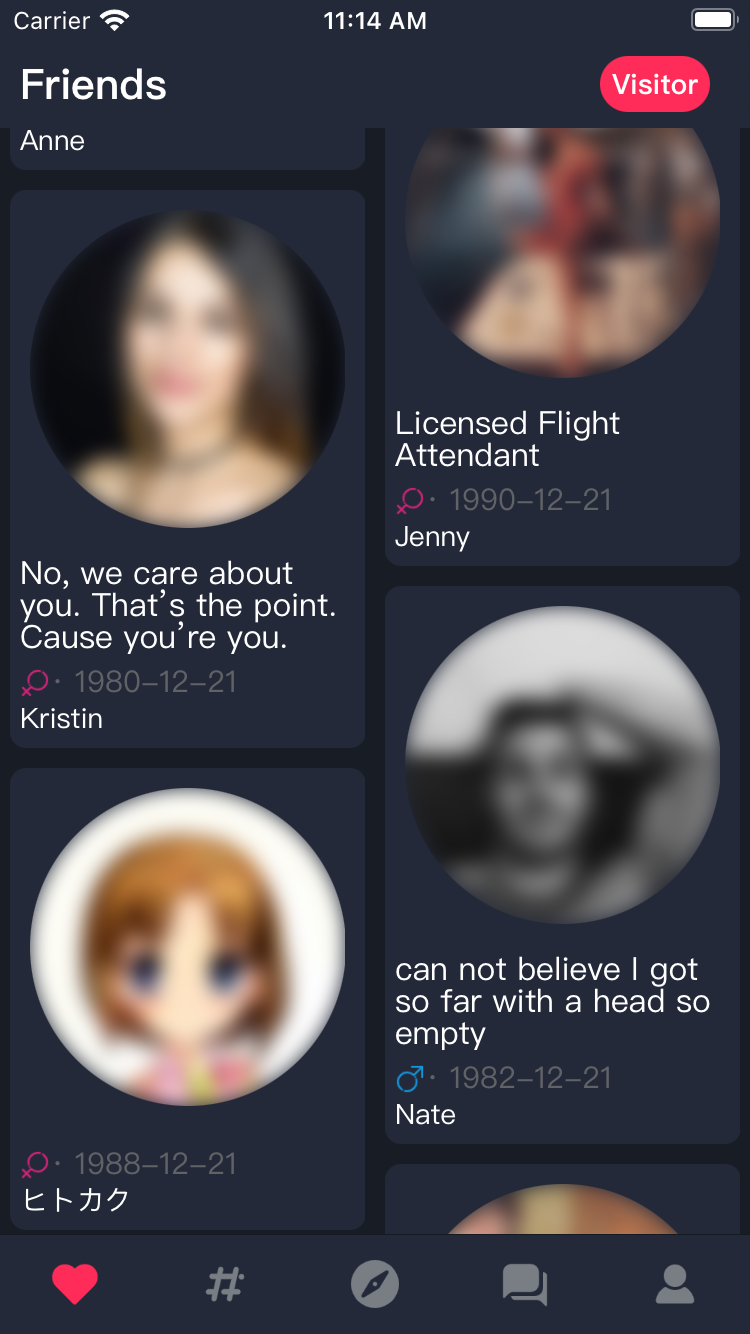 Carrier
11:14 AM
Friends
Visitor
Anne
No, we care about
you. That's the point.
Cause you're you.
· 1980-12-21
Kristin
· 1988-12-21
ヒトカク
Licensed Flight
Attendant
· 1990-12-21
Jenny
can not believe I got
so far with a head so
empty
· 1982-12-21
Nate